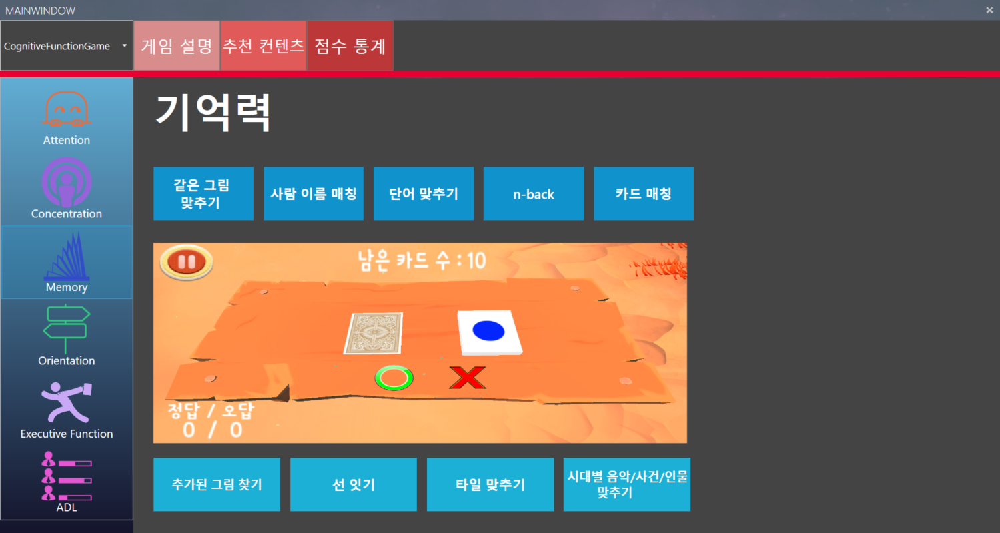 MAINWINDOW
CognitiveFunctionGame
게임 설명
추천 컨텐츠
점수 통계
Attention
Concentration
Memory
Orientation
Executive Function
ADL
기억력
같은 그림
맞추기
사람 이름 매칭
단어 맞추기
n-back
카드 매칭
남은 카드 수 : 10
정답 / 오답
0 / 0
추가된 그림 찾기
선 잇기
타일 맞추기
시대별 음악/사건/인물
맞추기